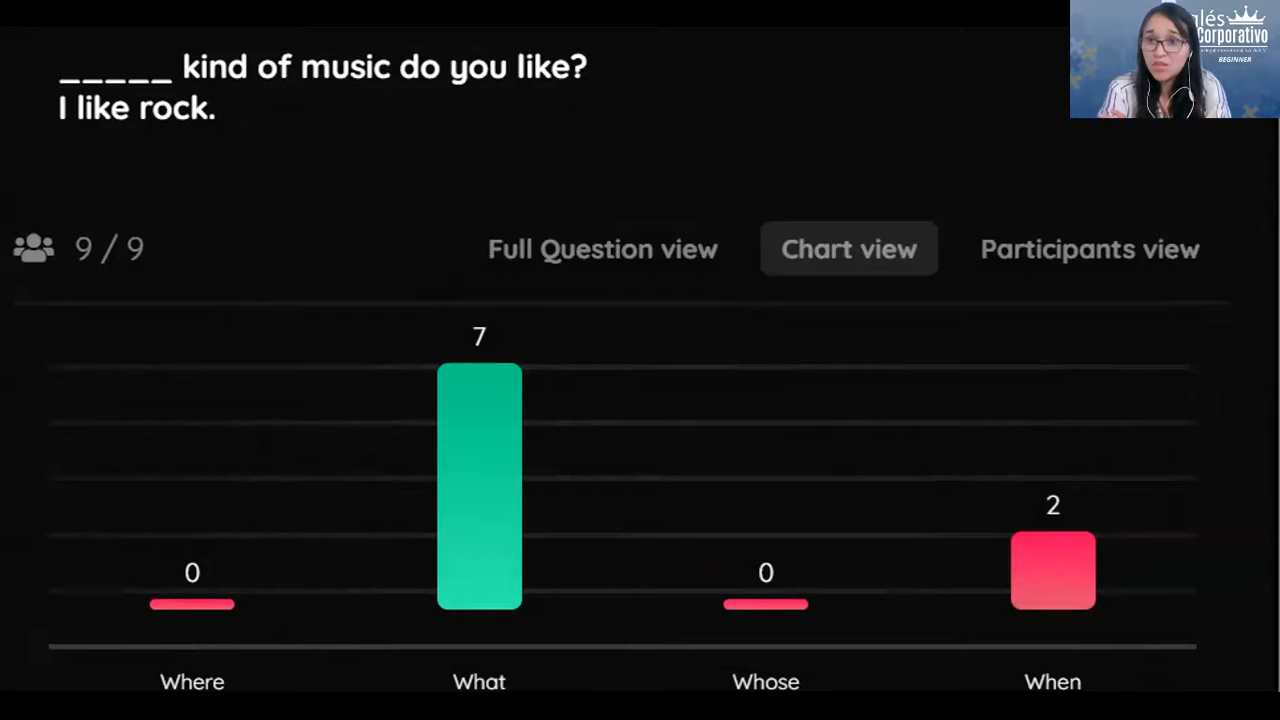 _____ kind of music do you like?
I like rock.
Corporativo
BEGINNER
9 / 9
Full Question view
Chart view
Participants view
7
2
0
0
Where
What
Whose
When